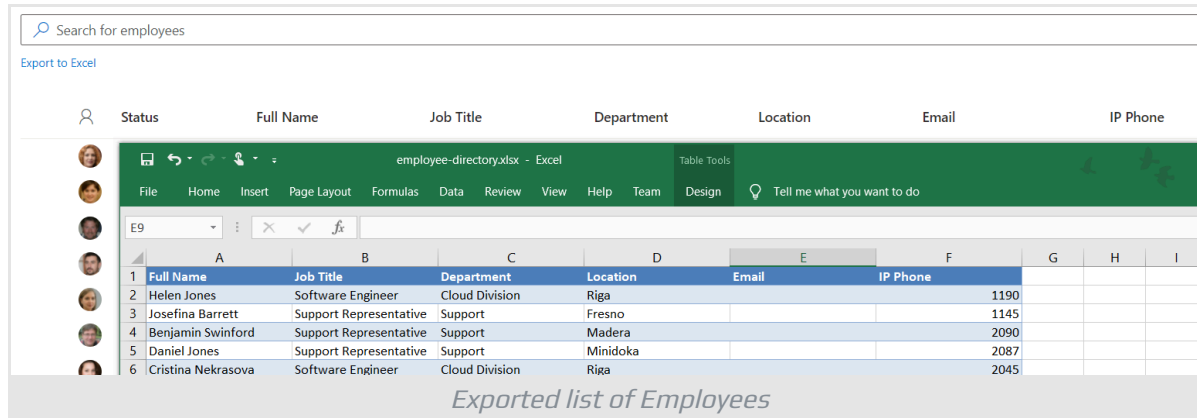 Search for employees
Export to Excel
Status Full Name Job Title Department Location Email IP Phone
employee-directory.xlsx - Excel Table Tools
File Home Insert Page Layout Formulas Data Review View Help Team Design Tell me what you want to do
E9 fx
A B C D E F G H I
1 Full Name Job Title Department Location Email IP Phone
2 Helen Jones Software Engineer Cloud Division Riga 1190
3 Josefina Barrett Support Representative Support Fresno 1145
4 Benjamin Swinford Support Representative Support Madera 2090
5 Daniel Jones Support Representative Support Minidoka 2087
6 Cristina Nekrasova Software Engineer Cloud Division Riga 2045
Exported list of Employees